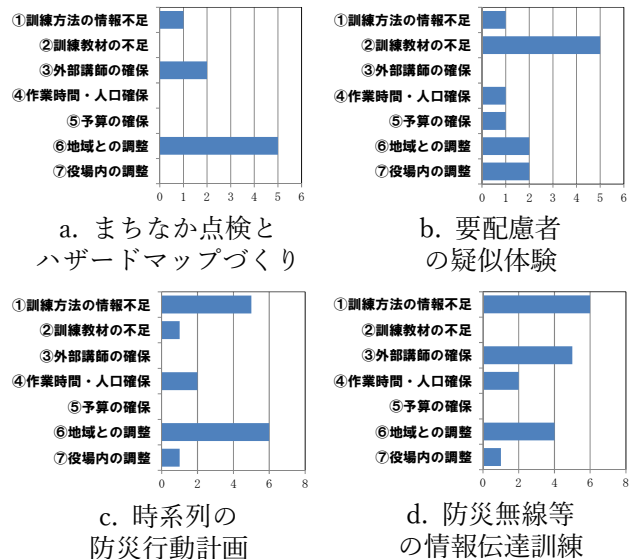 ①訓練方法の情報不足
②訓練教材の不足
③外部講師の確保
④作業時間・人口確保
⑤予算の確保
⑥地域との調整
⑦役場内の調整
0 1 2 3 4 5 6
a. まちなか点検と
ハザードマップづくり
①訓練方法の情報不足
②訓練教材の不足
③外部講師の確保
④作業時間・人口確保
⑤予算の確保
⑥地域との調整
⑦役場内の調整
0 1 2 3 4 5 6
b. 要配慮者
の疑似体験
①訓練方法の情報不足
②訓練教材の不足
③外部講師の確保
④作業時間・人口確保
⑤予算の確保
⑥地域との調整
⑦役場内の調整
0 2 4 6 8
c. 時系列の
防災行動計画
①訓練方法の情報不足
②訓練教材の不足
③外部講師の確保
④作業時間・人口確保
⑤予算の確保
⑥地域との調整
⑦役場内の調整
0 2 4 6 8
d. 防災無線等
の情報伝達訓練